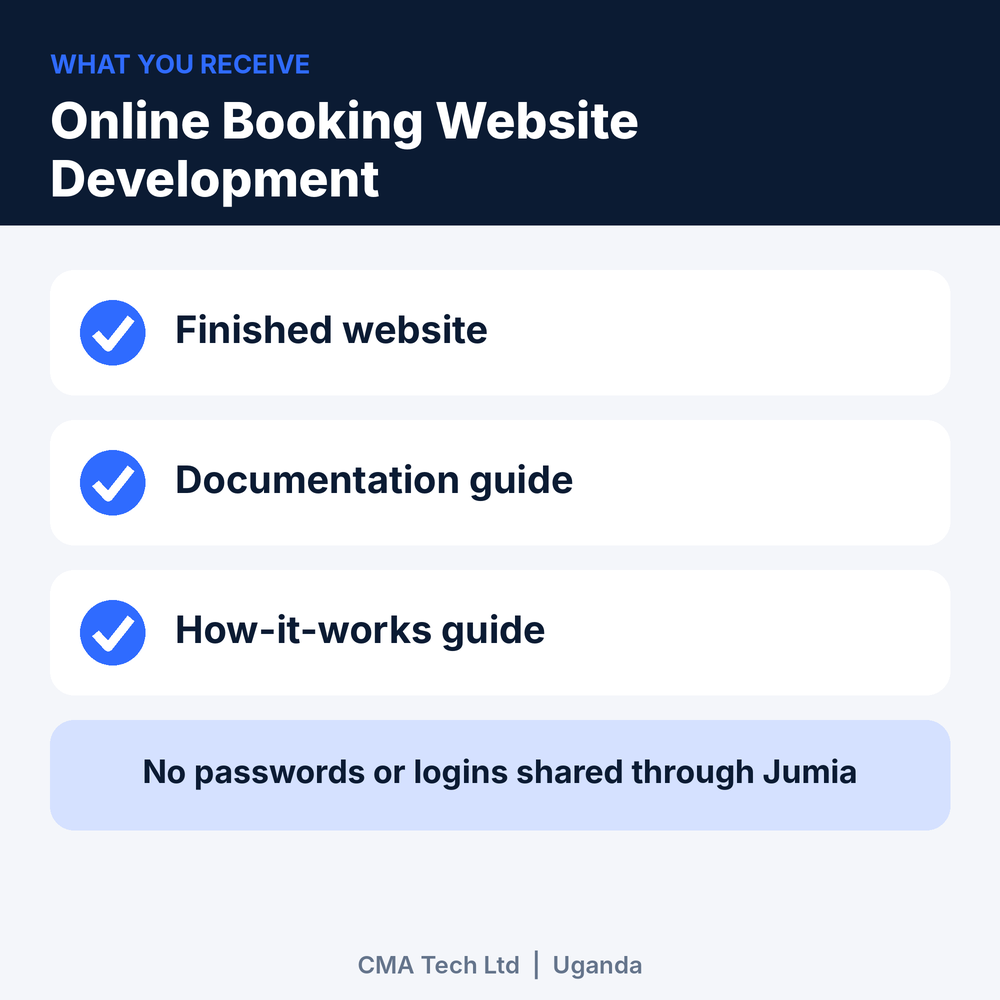 WHAT YOU RECEIVE
Online Booking Website
Development
Finished website
Documentation guide
How-it-works guide
No passwords or logins shared through Jumia
CMA Tech Ltd | Uganda